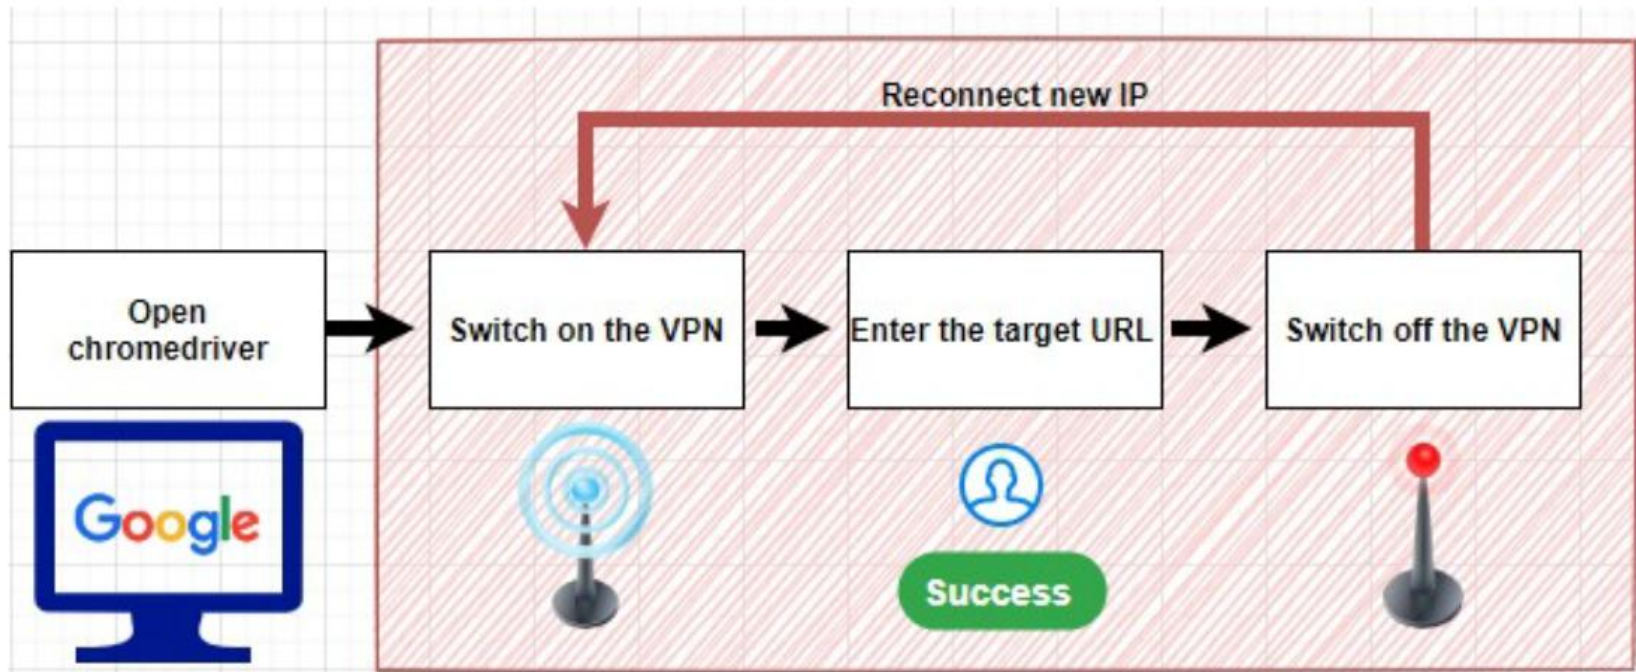 Reconnect new IP
Open
chromedriver
Switch on the VPN
Enter the target URL
Switch off the VPN
Google
Success